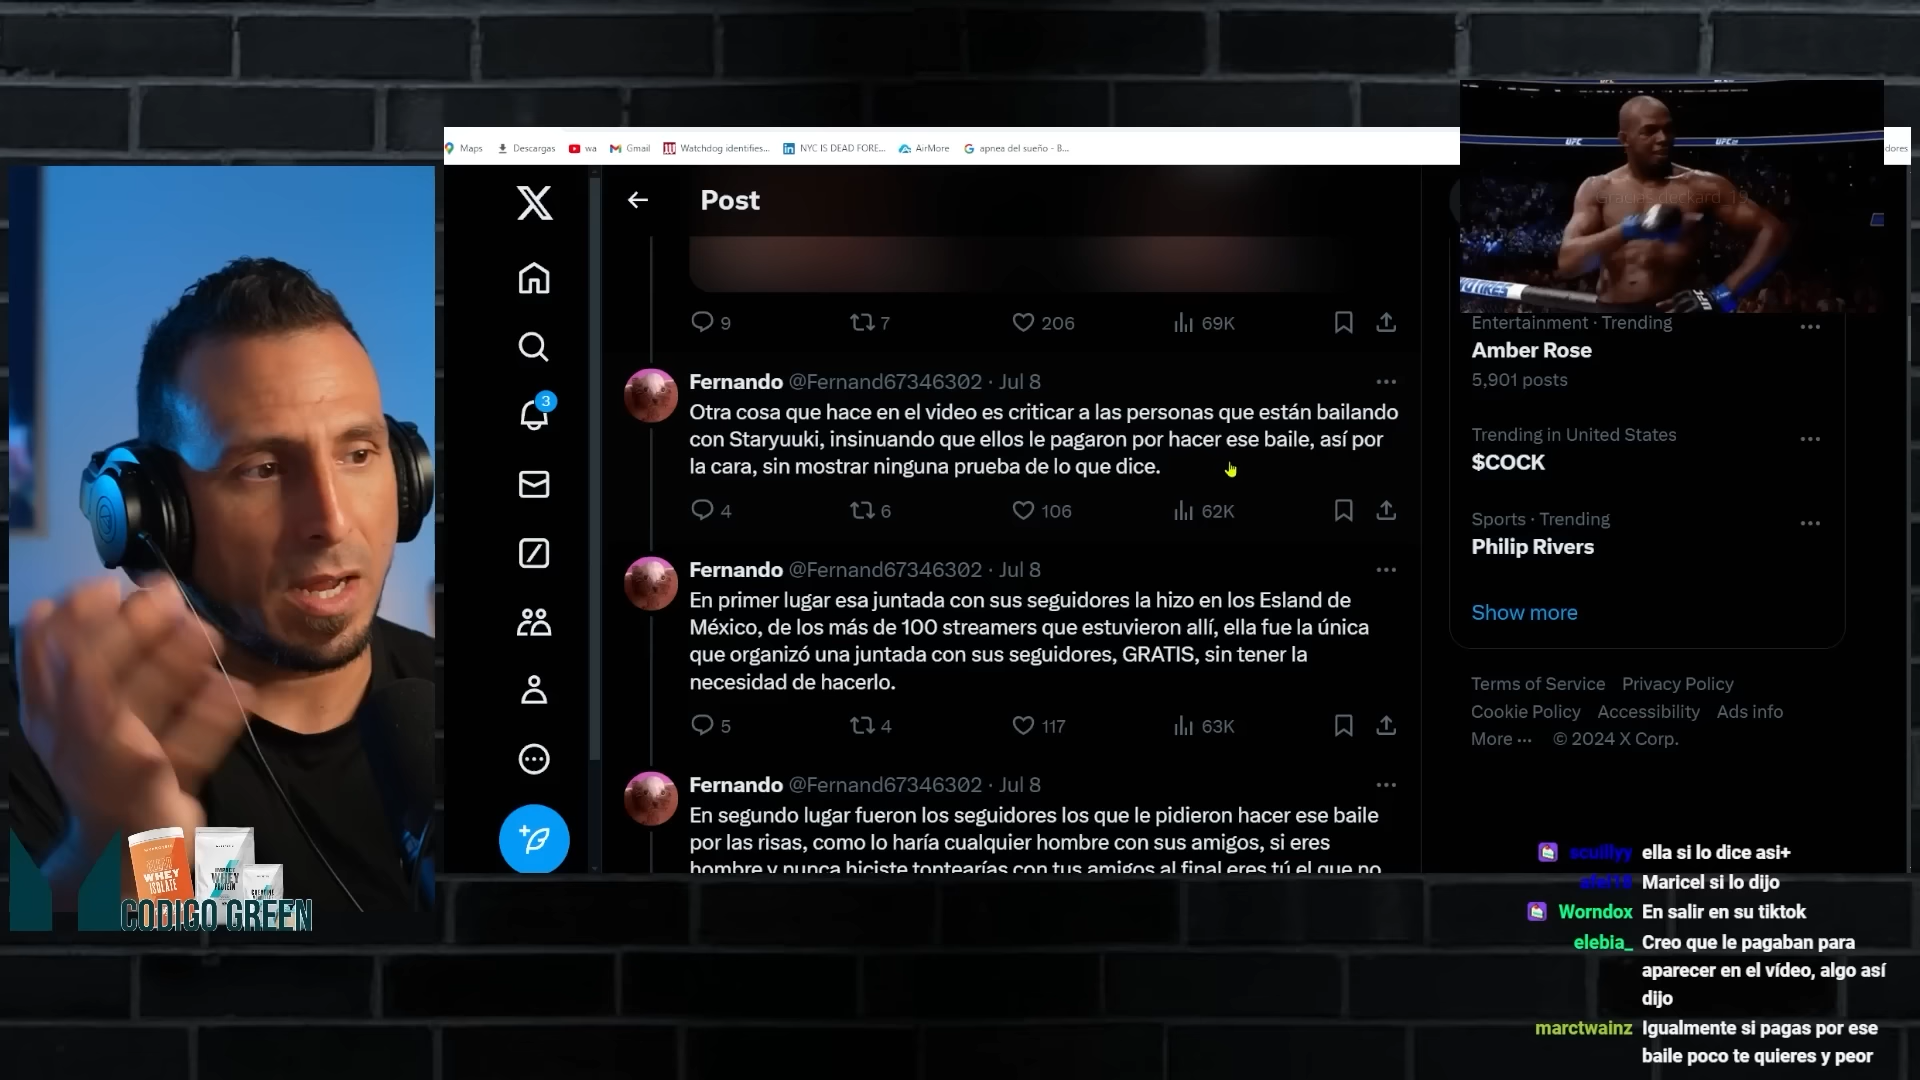 Maps
Descargas
wa
Gmail
Watchdog identifies...
NYC IS DEAD FORE...
AirMore
apnea del sueño - B...
dores
Post
9
7
206
69K
Fernando @Fernand67346302 · Jul 8
Otra cosa que hace en el video es criticar a las personas que están bailando
con Staryuuki, insinuando que ellos le pagaron por hacer ese baile, así por
la cara, sin mostrar ninguna prueba de lo que dice.
4
6
106
62K
Fernando @Fernand67346302 · Jul 8
En primer lugar esa juntada con sus seguidores la hizo en los Esland de
México, de los más de 100 streamers que estuvieron allí, ella fue la única
que organizó una juntada con sus seguidores, GRATIS, sin tener la
necesidad de hacerlo.
5
4
117
63K
Fernando @Fernand67346302 · Jul 8
En segundo lugar fueron los seguidores los que le pidieron hacer ese baile
por las risas, como lo haría cualquier hombre con sus amigos, si eres
hombre y nunca hiciste tontearías con tus amigos al final eres tú el que no
3
UFC
UFC
Entertainment · Trending
Amber Rose
5,901 posts
Trending in United States
$COCK
Sports · Trending
Philip Rivers
Show more
Terms of Service Privacy Policy
Cookie Policy Accessibility Ads info
More ··· © 2024 X Corp.
WHEY
ISOLATE
WHEY
CODIGO GREEN
ella si lo dice asi+
Maricel si lo dijo
Worndox En salir en su tiktok
elebia_ Creo que le pagaban para
aparecer en el vídeo, algo así
dijo
marctwainz Igualmente si pagas por ese
baile poco te quieres y peor